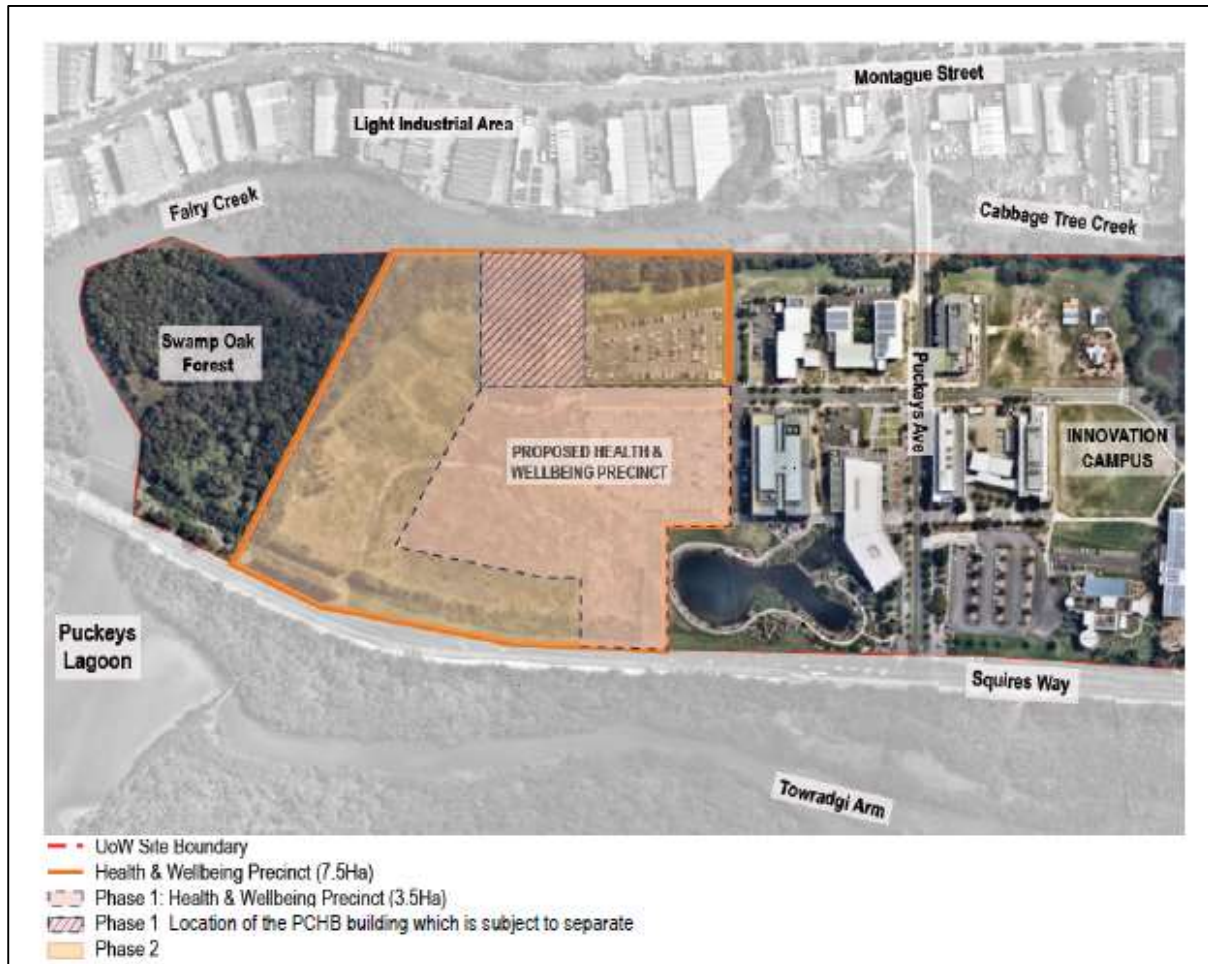 Montague Street
Light Industrial Area
Fairy Creek
Cabbage Tree Creek
Swamp Oak
Forest
Puckeys Ave
PROPOSED HEALTH &
WELLBEING PRECINCT
INNOVATION
CAMPUS
Puckeys
Lagoon
Squires Way
Towradgi Arm
UoW Site Boundary
Health & Wellbeing Precinct (7.5Ha)
Phase 1: Health & Wellbeing Precinct (3.5Ha)
Phase 1 Location of the PCHB building which is subject to separate
Phase 2